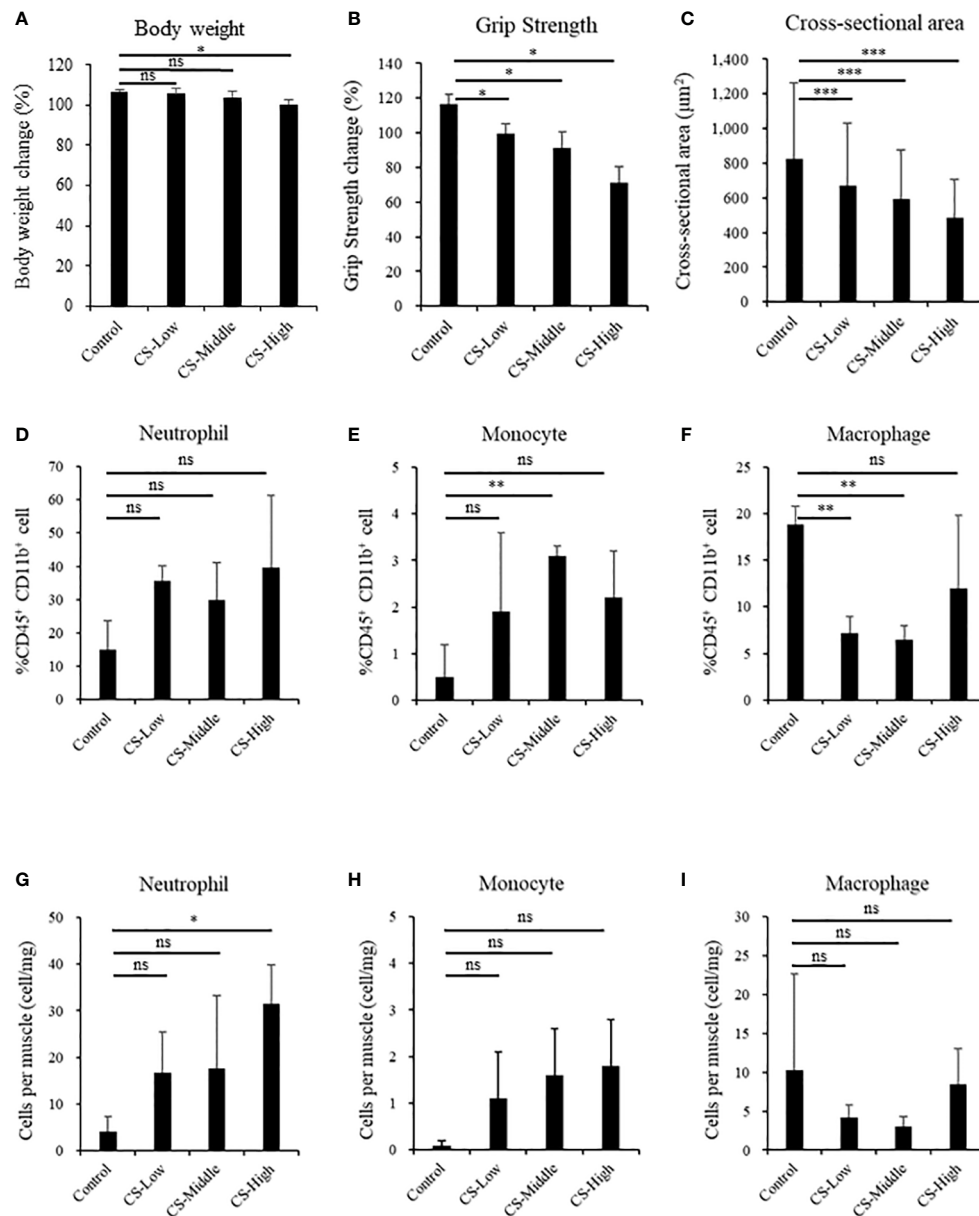 A
Body weight
*
ns
ns
Body weight change (%)
120
100
80
60
40
20
0
Control
CS-Low
CS-Middle
CS-High
B
Grip Strength
*
*
*
Grip Strength change (%)
140
120
100
80
60
40
20
0
Control
CS-Low
CS-Middle
CS-High
C
Cross-sectional area
***
***
***
Cross-sectional area (μm²)
1,400
1,200
1,000
800
600
400
200
0
Control
CS-Low
CS-Middle
CS-High
D
Neutrophil
ns
ns
ns
%CD45⁺ CD11b⁺ cell
70
60
50
40
30
20
10
0
Control
CS-Low
CS-Middle
CS-High
E
Monocyte
ns
**
ns
%CD45⁺ CD11b⁺ cell
5
4
3
2
1
0
Control
CS-Low
CS-Middle
CS-High
F
Macrophage
ns
**
**
%CD45⁺ CD11b⁺ cell
25
20
15
10
5
0
Control
CS-Low
CS-Middle
CS-High
G
Neutrophil
*
ns
ns
Cells per muscle (cell/mg)
50
40
30
20
10
0
Control
CS-Low
CS-Middle
CS-High
H
Monocyte
ns
ns
ns
Cells per muscle (cell/mg)
5
4
3
2
1
0
Control
CS-Low
CS-Middle
CS-High
I
Macrophage
ns
ns
ns
Cells per muscle (cell/mg)
30
25
20
15
10
5
0
Control
CS-Low
CS-Middle
CS-High